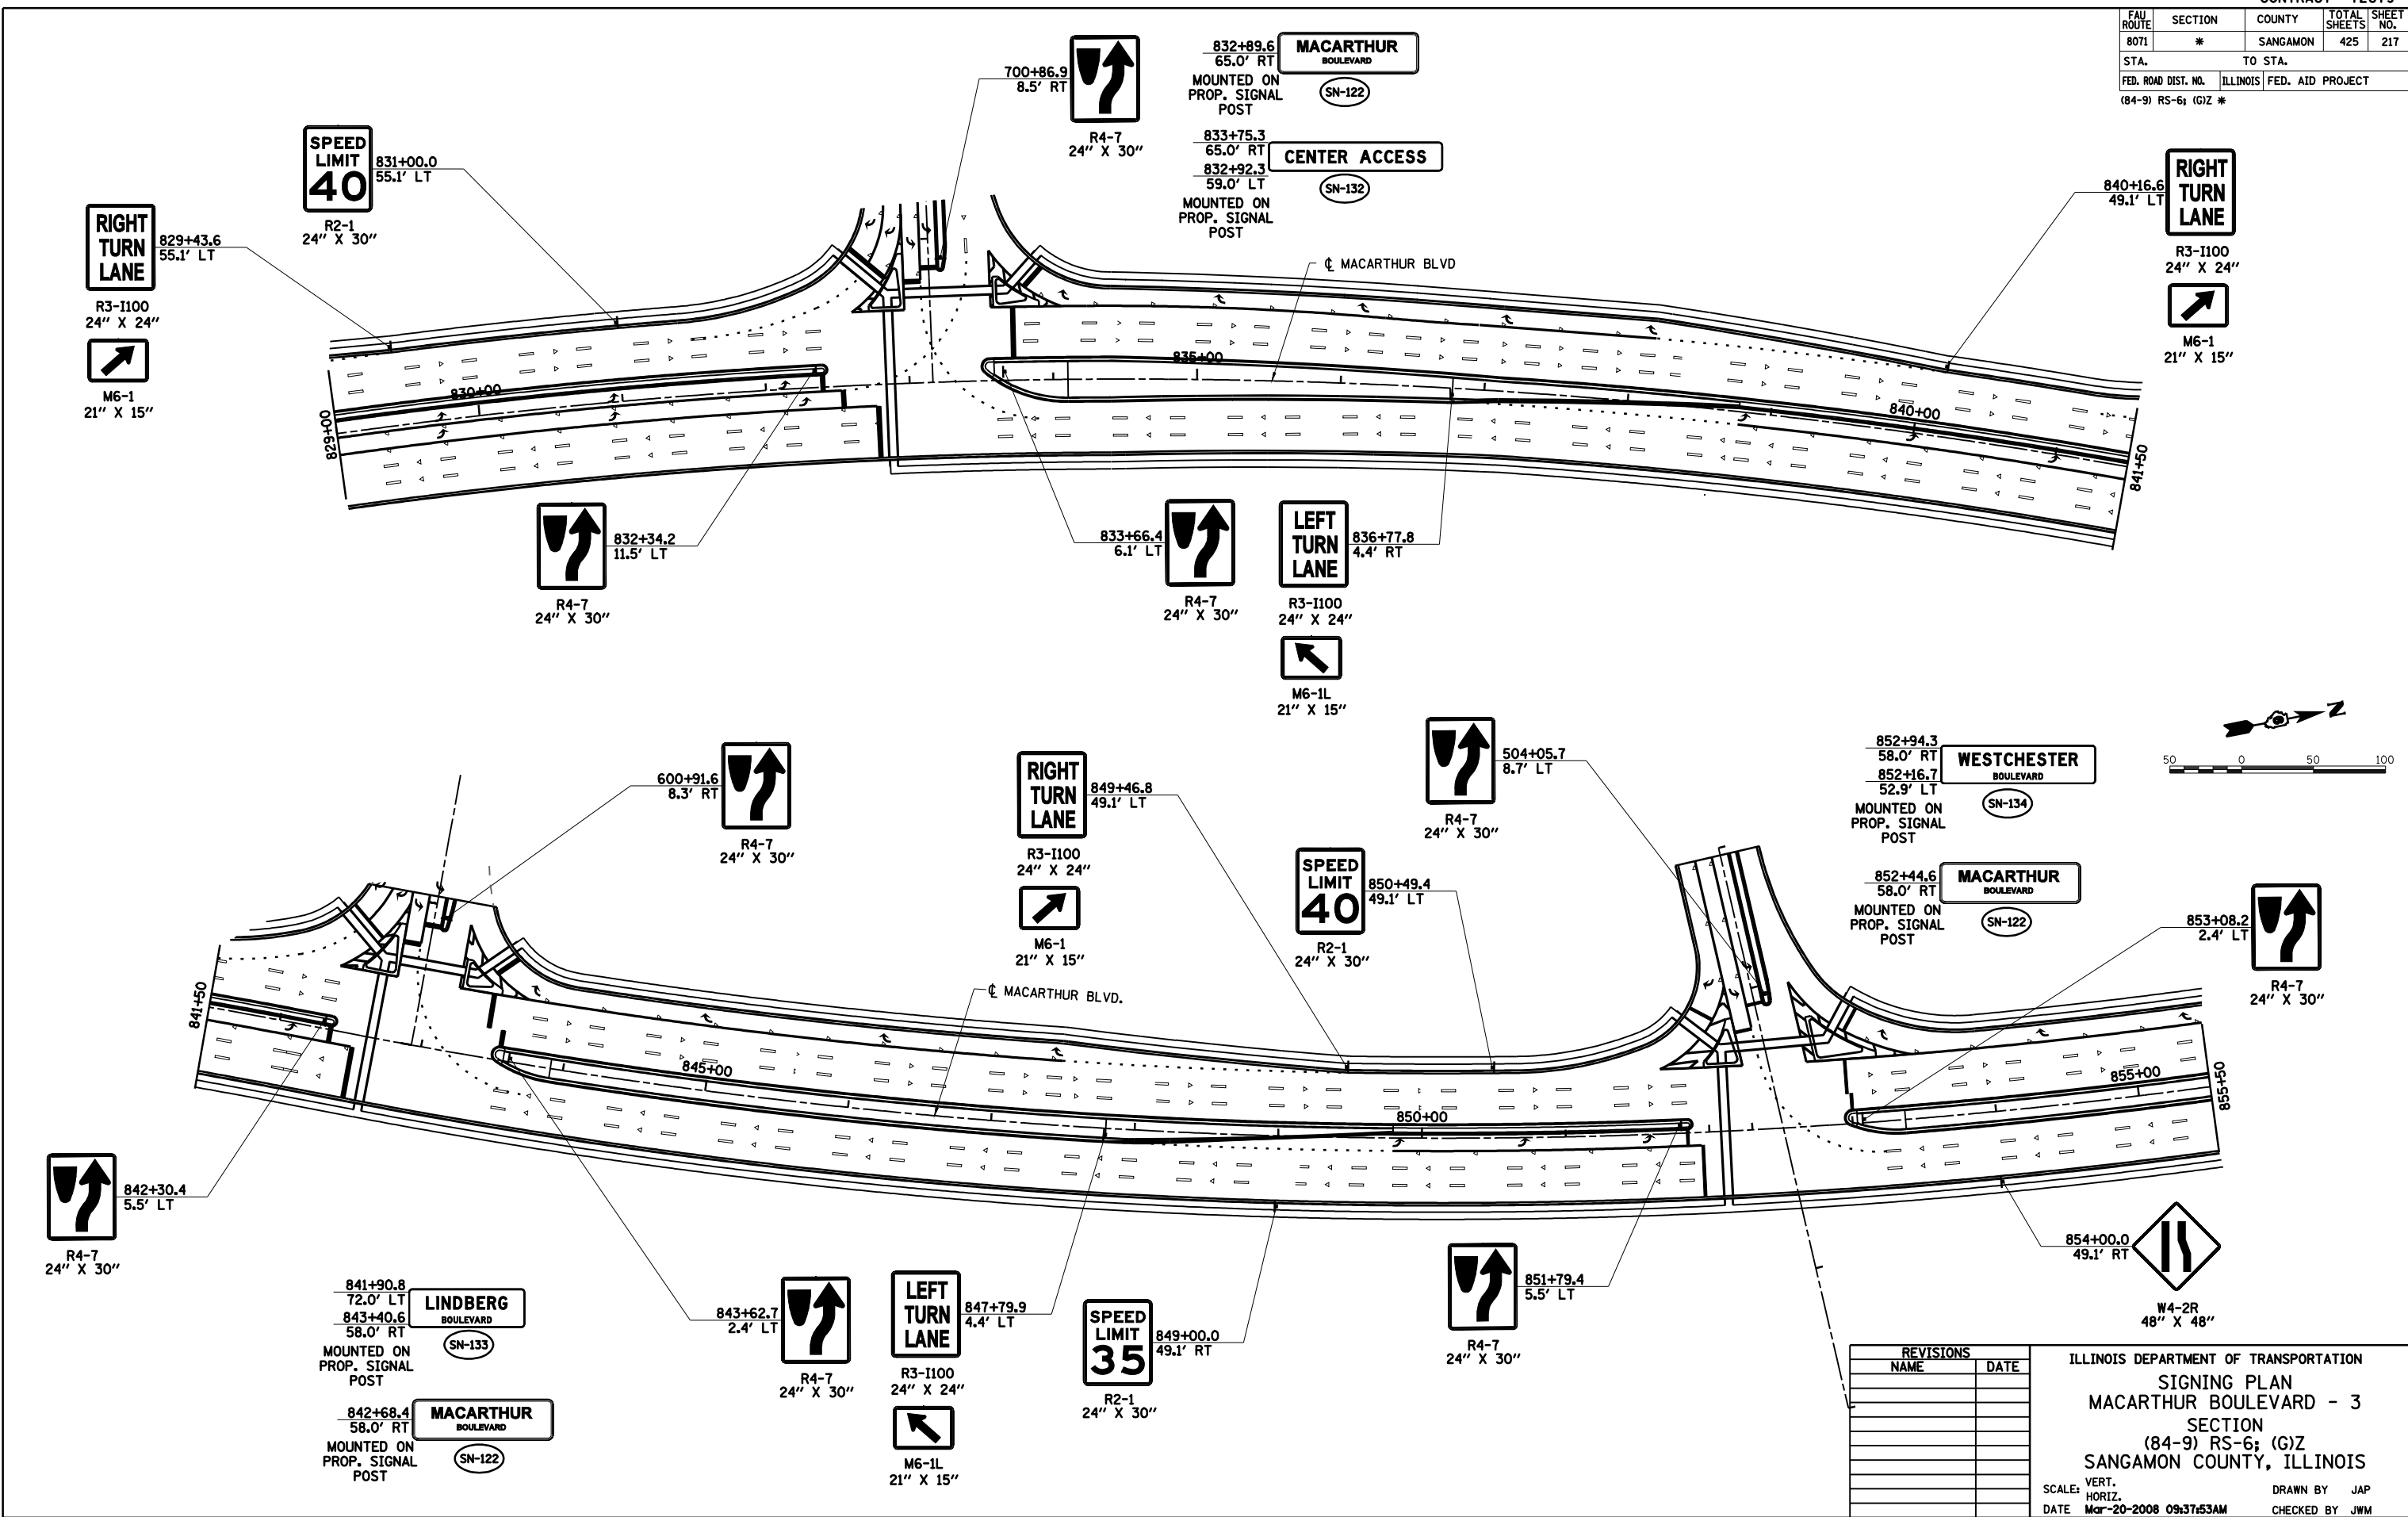 FAU ROUTE SECTION COUNTY TOTAL SHEETS SHEET NO.
8071 * SANGAMON 425 217
STA. TO STA.
FED. ROAD DIST. NO. ILLINOIS FED. AID PROJECT
(84-9) RS-6; (G)Z *
832+89.6
65.0' RT
MACARTHUR
BOULEVARD
MOUNTED ON
PROP. SIGNAL
POST
SN-122
700+86.9
8.5' RT
R4-7
24" X 30"
833+75.3
65.0' RT
832+92.3
59.0' LT
CENTER ACCESS
SN-132
MOUNTED ON
PROP. SIGNAL
POST
SPEED
LIMIT
40
831+00.0
55.1' LT
R2-1
24" X 30"
RIGHT
TURN
LANE
829+43.6
55.1' LT
R3-I100
24" X 24"
M6-1
21" X 15"
840+16.6
49.1' LT
RIGHT
TURN
LANE
R3-I100
24" X 24"
M6-1
21" X 15"
℄ MACARTHUR BLVD
829+00
830+00
835+00
840+00
841+50
832+34.2
11.5' LT
R4-7
24" X 30"
833+66.4
6.1' LT
R4-7
24" X 30"
LEFT
TURN
LANE
836+77.8
4.4' RT
R3-I100
24" X 24"
M6-1L
21" X 15"
N
50 0 50 100
600+91.6
8.3' RT
R4-7
24" X 30"
RIGHT
TURN
LANE
849+46.8
49.1' LT
R3-I100
24" X 24"
M6-1
21" X 15"
SPEED
LIMIT
40
850+49.4
49.1' LT
R2-1
24" X 30"
504+05.7
8.7' LT
R4-7
24" X 30"
852+94.3
58.0' RT
852+16.7
52.9' LT
WESTCHESTER
BOULEVARD
SN-134
MOUNTED ON
PROP. SIGNAL
POST
852+44.6
58.0' RT
MACARTHUR
BOULEVARD
SN-122
MOUNTED ON
PROP. SIGNAL
POST
853+08.2
2.4' LT
R4-7
24" X 30"
℄ MACARTHUR BLVD.
841+50
845+00
850+00
855+00
855+50
842+30.4
5.5' LT
R4-7
24" X 30"
841+90.8
72.0' LT
843+40.6
58.0' RT
LINDBERG
BOULEVARD
SN-133
MOUNTED ON
PROP. SIGNAL
POST
842+68.4
58.0' RT
MACARTHUR
BOULEVARD
SN-122
MOUNTED ON
PROP. SIGNAL
POST
843+62.7
2.4' LT
R4-7
24" X 30"
LEFT
TURN
LANE
847+79.9
4.4' LT
R3-I100
24" X 24"
M6-1L
21" X 15"
SPEED
LIMIT
35
849+00.0
49.1' RT
R2-1
24" X 30"
851+79.4
5.5' LT
R4-7
24" X 30"
854+00.0
49.1' RT
W4-2R
48" X 48"
REVISIONS
NAME DATE
ILLINOIS DEPARTMENT OF TRANSPORTATION
SIGNING PLAN
MACARTHUR BOULEVARD - 3
SECTION
(84-9) RS-6; (G)Z
SANGAMON COUNTY, ILLINOIS
SCALE: VERT.
HORIZ.
DRAWN BY JAP
DATE Mar-20-2008 09:37:53AM
CHECKED BY JWM